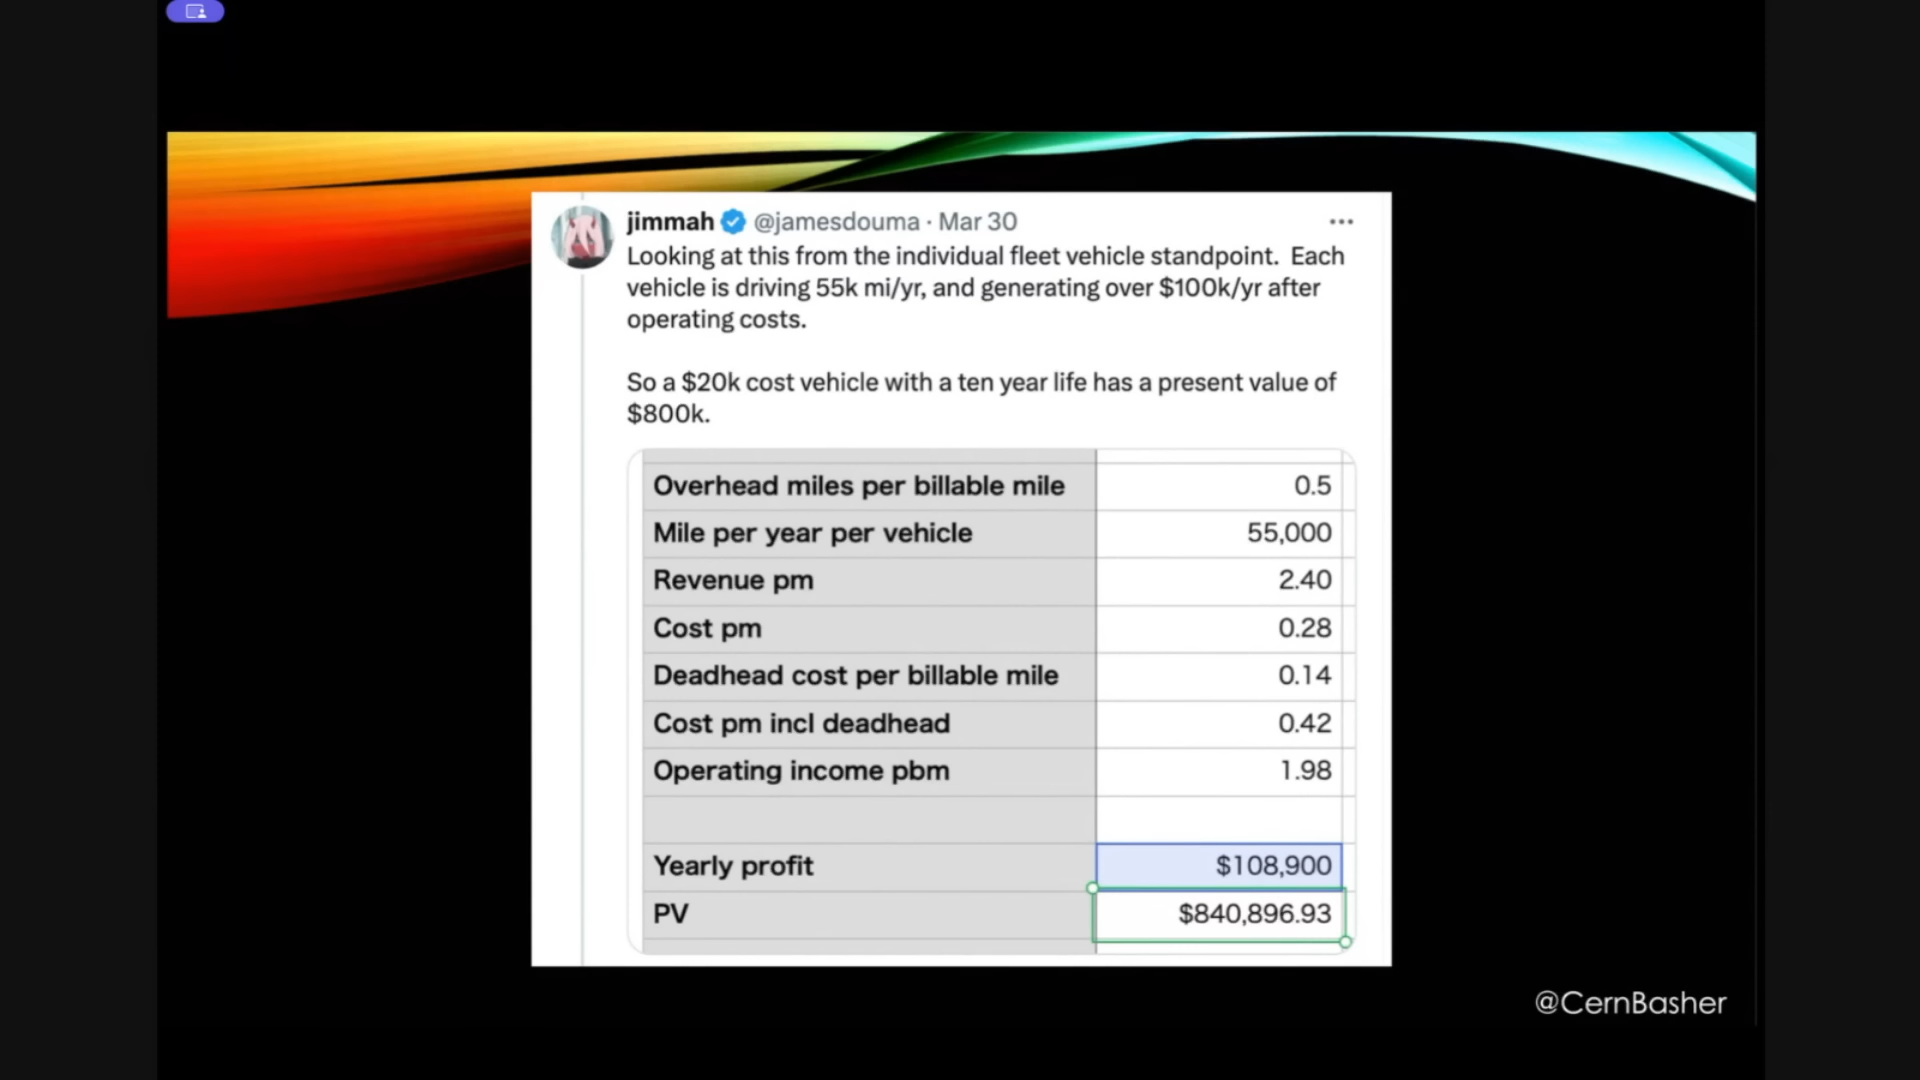 jimmah @jamesdouma · Mar 30 ...
Looking at this from the individual fleet vehicle standpoint. Each
vehicle is driving 55k mi/yr, and generating over $100k/yr after
operating costs.
So a $20k cost vehicle with a ten year life has a present value of
$800k.
Overhead miles per billable mile 0.5
Mile per year per vehicle 55,000
Revenue pm 2.40
Cost pm 0.28
Deadhead cost per billable mile 0.14
Cost pm incl deadhead 0.42
Operating income pbm 1.98
Yearly profit $108,900
PV $840,896.93
@CernBasher